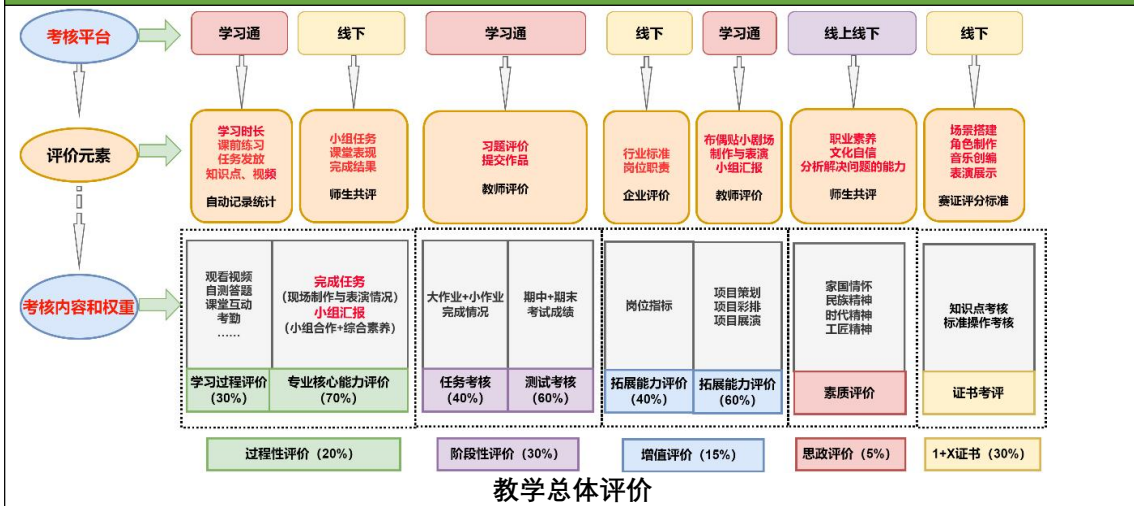 考核平台
学习通
线下
学习通
线下
学习通
线上线下
线下
评价元素
学习时长
课前练习
任务发放
知识点、视频
自动记录统计
小组任务
课堂表现
完成结果
师生共评
习题评价
提交作品
教师评价
行业标准
岗位职责
企业评价
布偶贴小剧场
制作与表演
小组汇报
教师评价
职业素养
文化自信
分析解决问题的能力
师生共评
场景搭建
角色制作
音乐创编
表演展示
赛证评分标准
考核内容和权重
观看视频
自测答题
课堂互动
考勤
……
完成任务
(现场制作与表演情况)
小组汇报
(小组合作+综合素养)
大作业+小作业
完成情况
期中+期末
考试成绩
岗位指标
项目策划
项目彩排
项目展演
家国情怀
民族精神
时代精神
工匠精神
知识点考核
标准操作考核
学习过程评价
(30%)
专业核心能力评价
(70%)
任务考核
(40%)
测试考核
(60%)
拓展能力评价
(40%)
拓展能力评价
(60%)
素质评价
证书考评
过程性评价（20%）
阶段性评价（30%）
增值评价（15%）
思政评价（5%）
1+X证书（30%）
教学总体评价